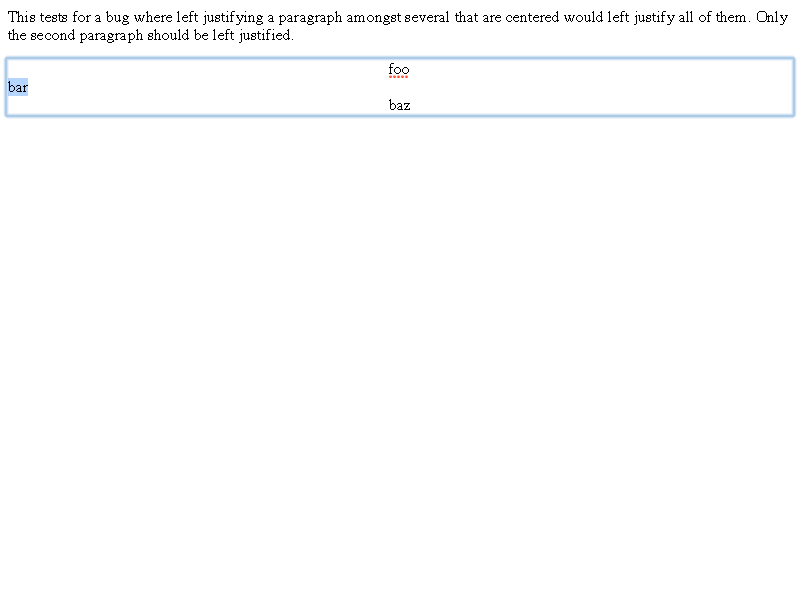 This tests for a bug where left justifying a paragraph amongst several that are centered would left justify all of them. Only
the second paragraph should be left justified.
foo
bar
baz